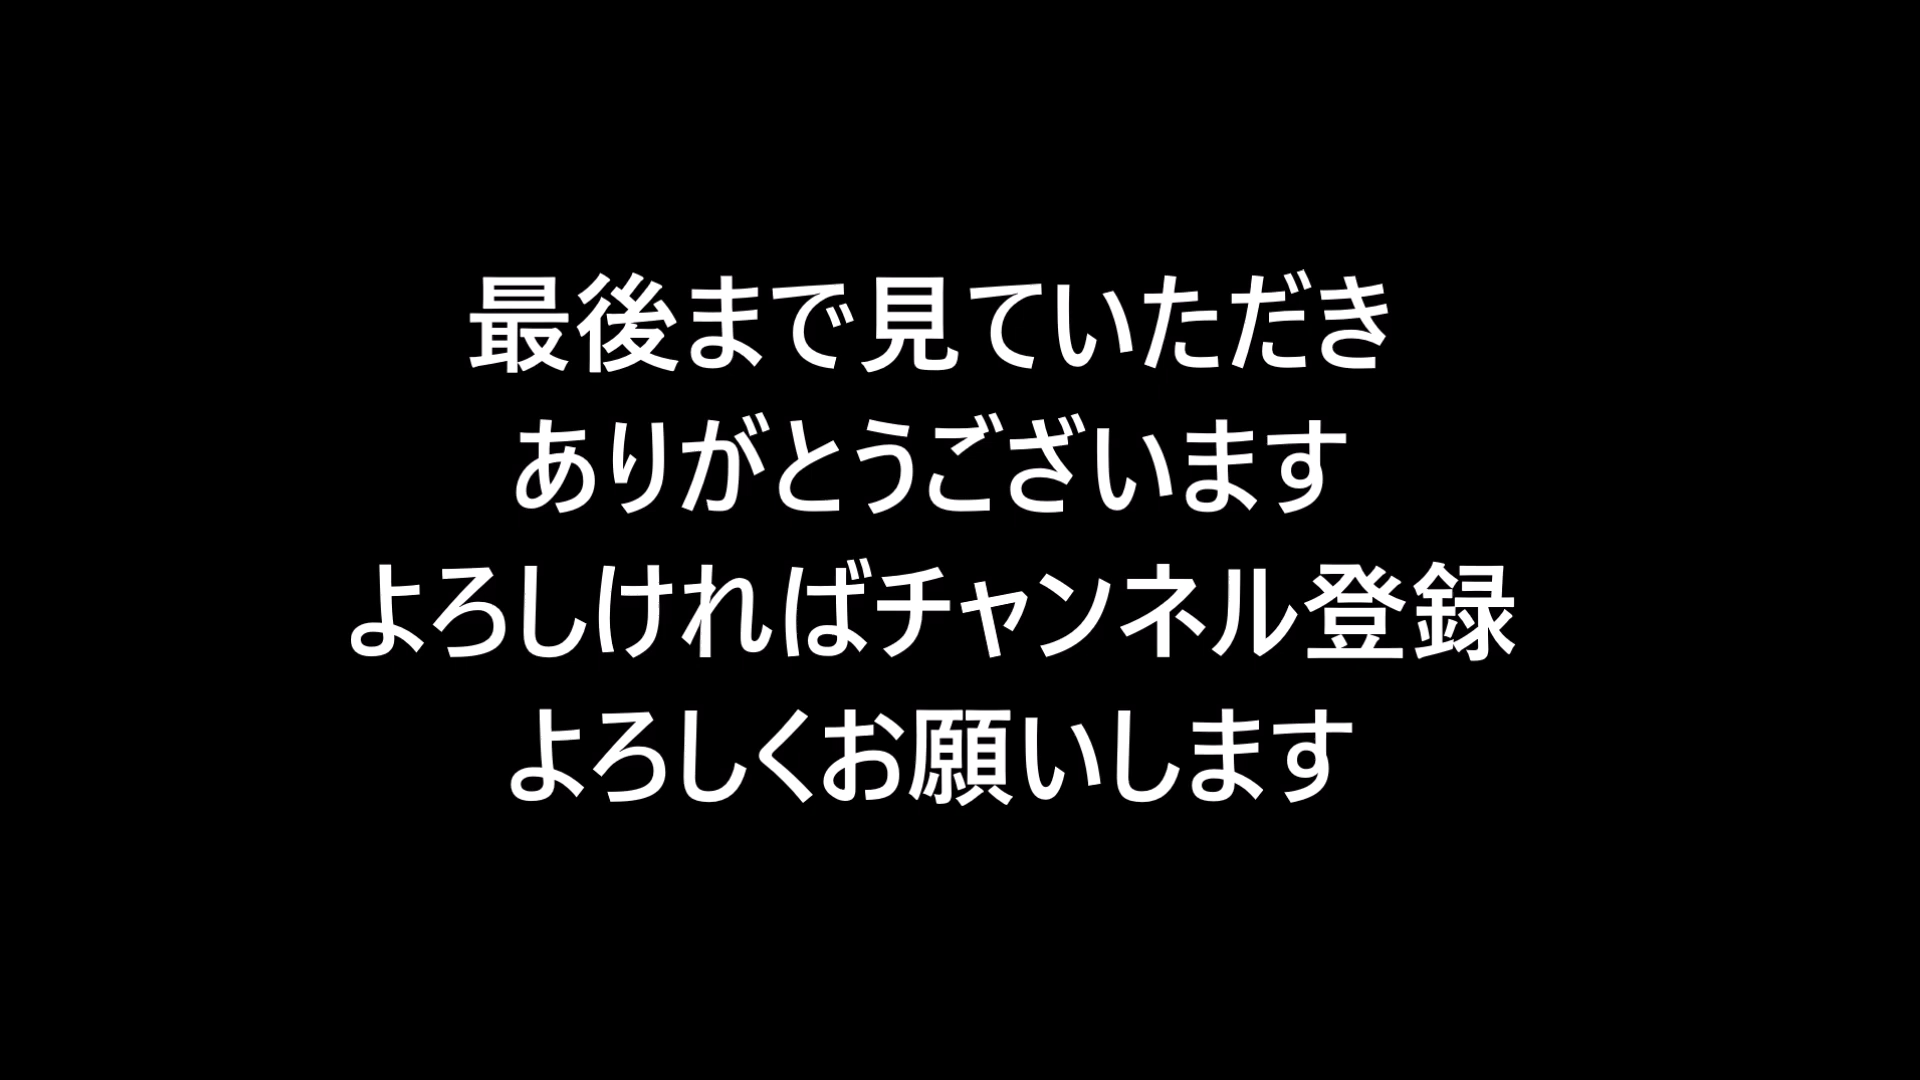 最後まで見ていただき
ありがとうございます
よろしければチャンネル登録
よろしくお願いします